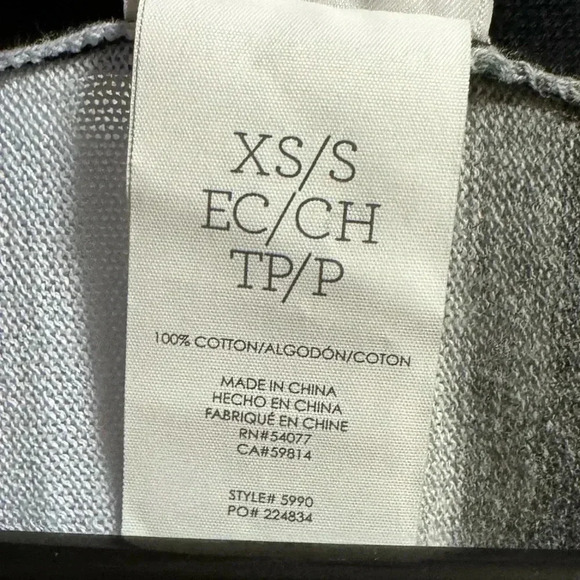 XS/S
EC/CH
TP/P
100% COTTON/ALGODÓN/COTON
MADE IN CHINA
HECHO EN CHINA
FABRIQUÉ EN CHINE
RN#54077
CA#59814
STYLE# 5990
PO# 224834